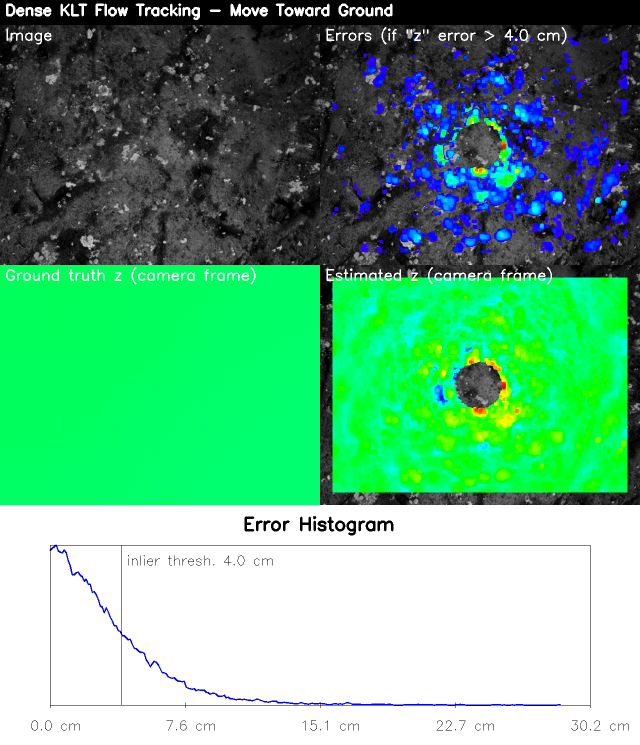 Dense KLT Flow Tracking - Move Toward Ground
Image
Errors (if "z" error > 4.0 cm)
Ground truth z (camera frame)
Estimated z (camera frame)
Error Histogram
inlier thresh. 4.0 cm
0.0 cm
7.6 cm
15.1 cm
22.7 cm
30.2 cm